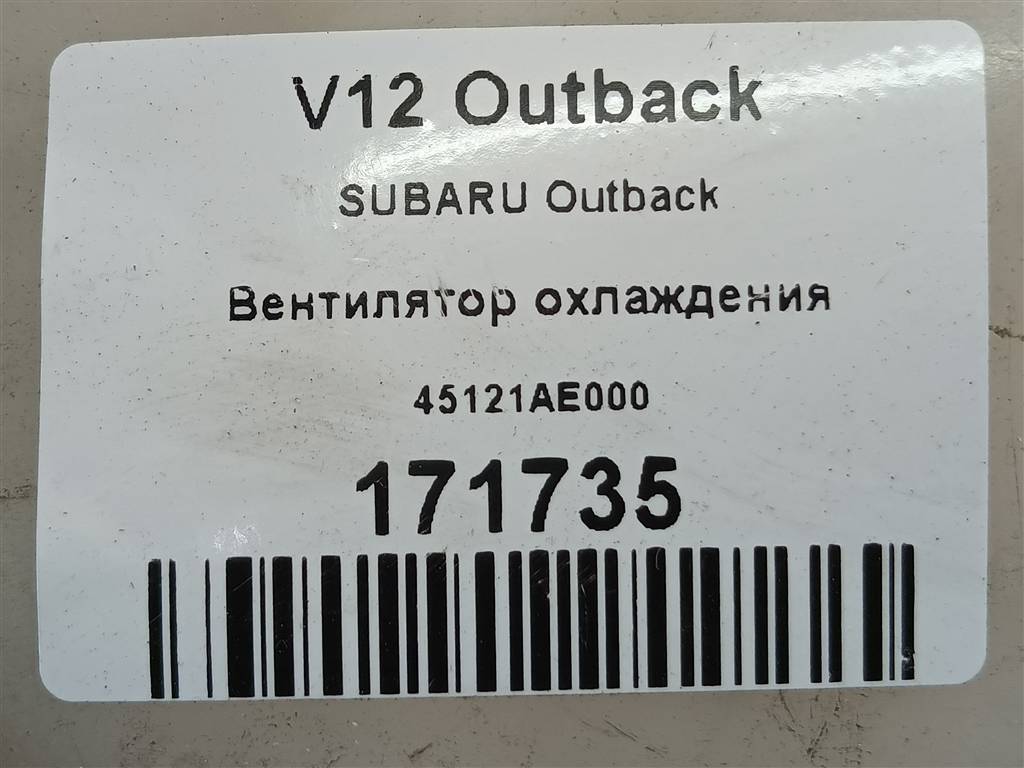 V12 Outback
SUBARU Outback
Вентилятор охлаждения
45121AE000
171735